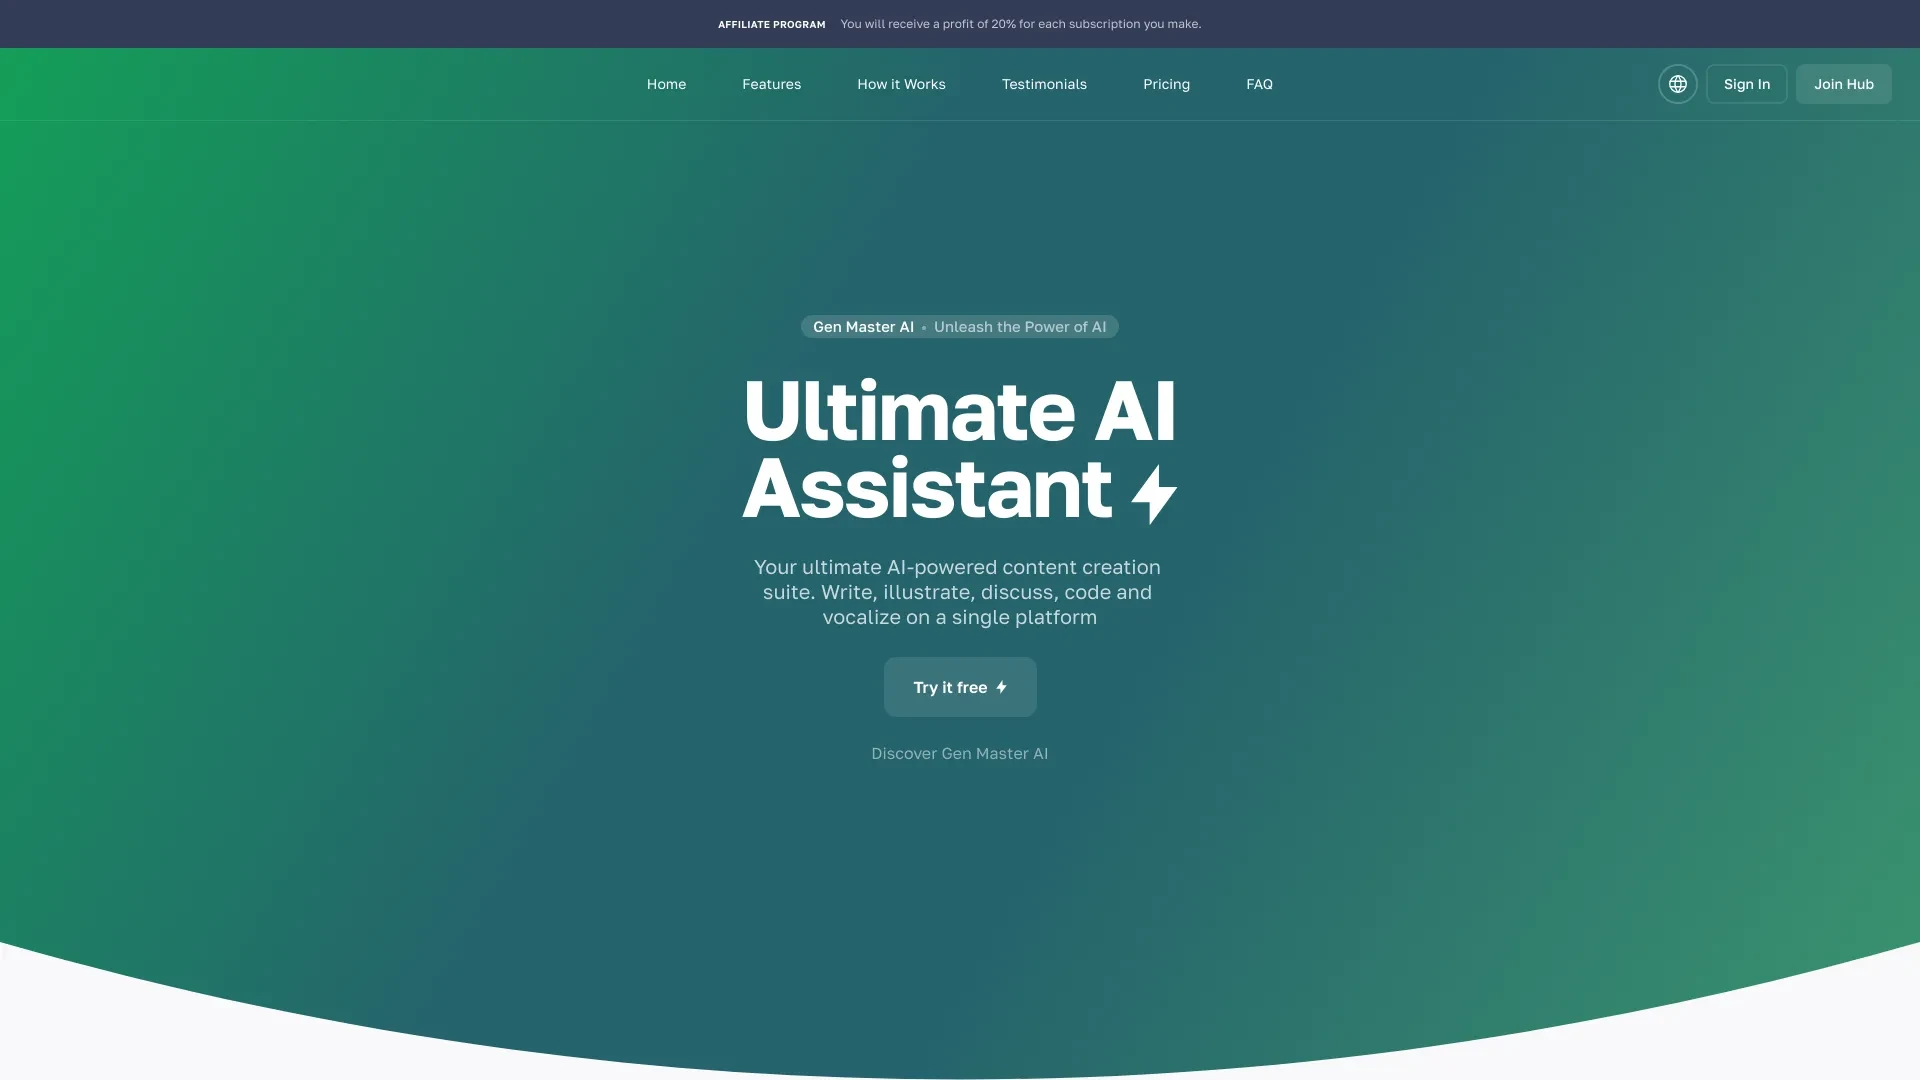 AFFILIATE PROGRAM You will receive a profit of 20% for each subscription you make.
Home Features How it Works Testimonials Pricing FAQ Sign In Join Hub
Gen Master AI • Unleash the Power of AI
Ultimate AI
Assistant
Your ultimate AI-powered content creation
suite. Write, illustrate, discuss, code and
vocalize on a single platform
Try it free
Discover Gen Master AI